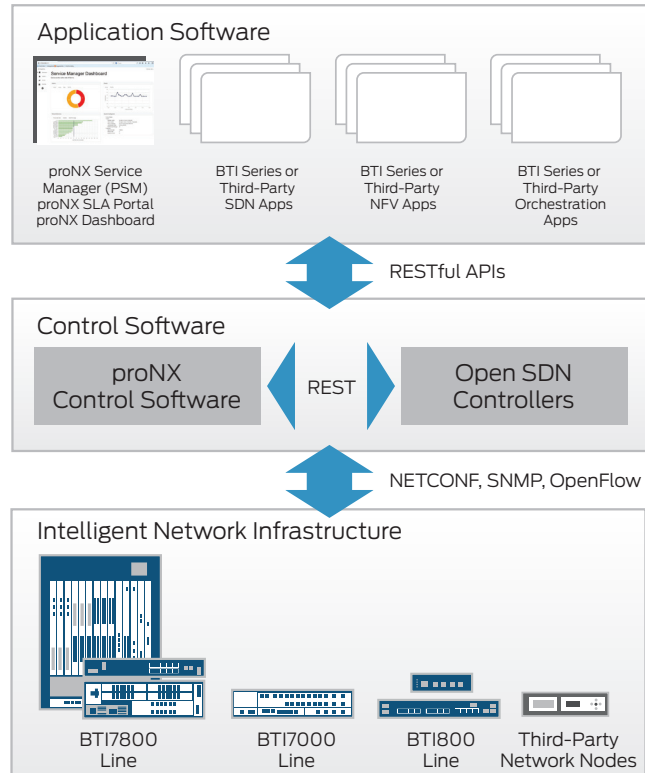 Application Software
Service Manager Dashboard
proNX Service
Manager (PSM)
proNX SLA Portal
proNX Dashboard
BTI Series or
Third-Party
SDN Apps
BTI Series or
Third-Party
NFV Apps
BTI Series or
Third-Party
Orchestration
Apps
RESTful APIs
Control Software
proNX
Control Software
REST
Open SDN
Controllers
NETCONF, SNMP, OpenFlow
Intelligent Network Infrastructure
BTI7800
Line
BTI7000
Line
BTI800
Line
Third-Party
Network Nodes